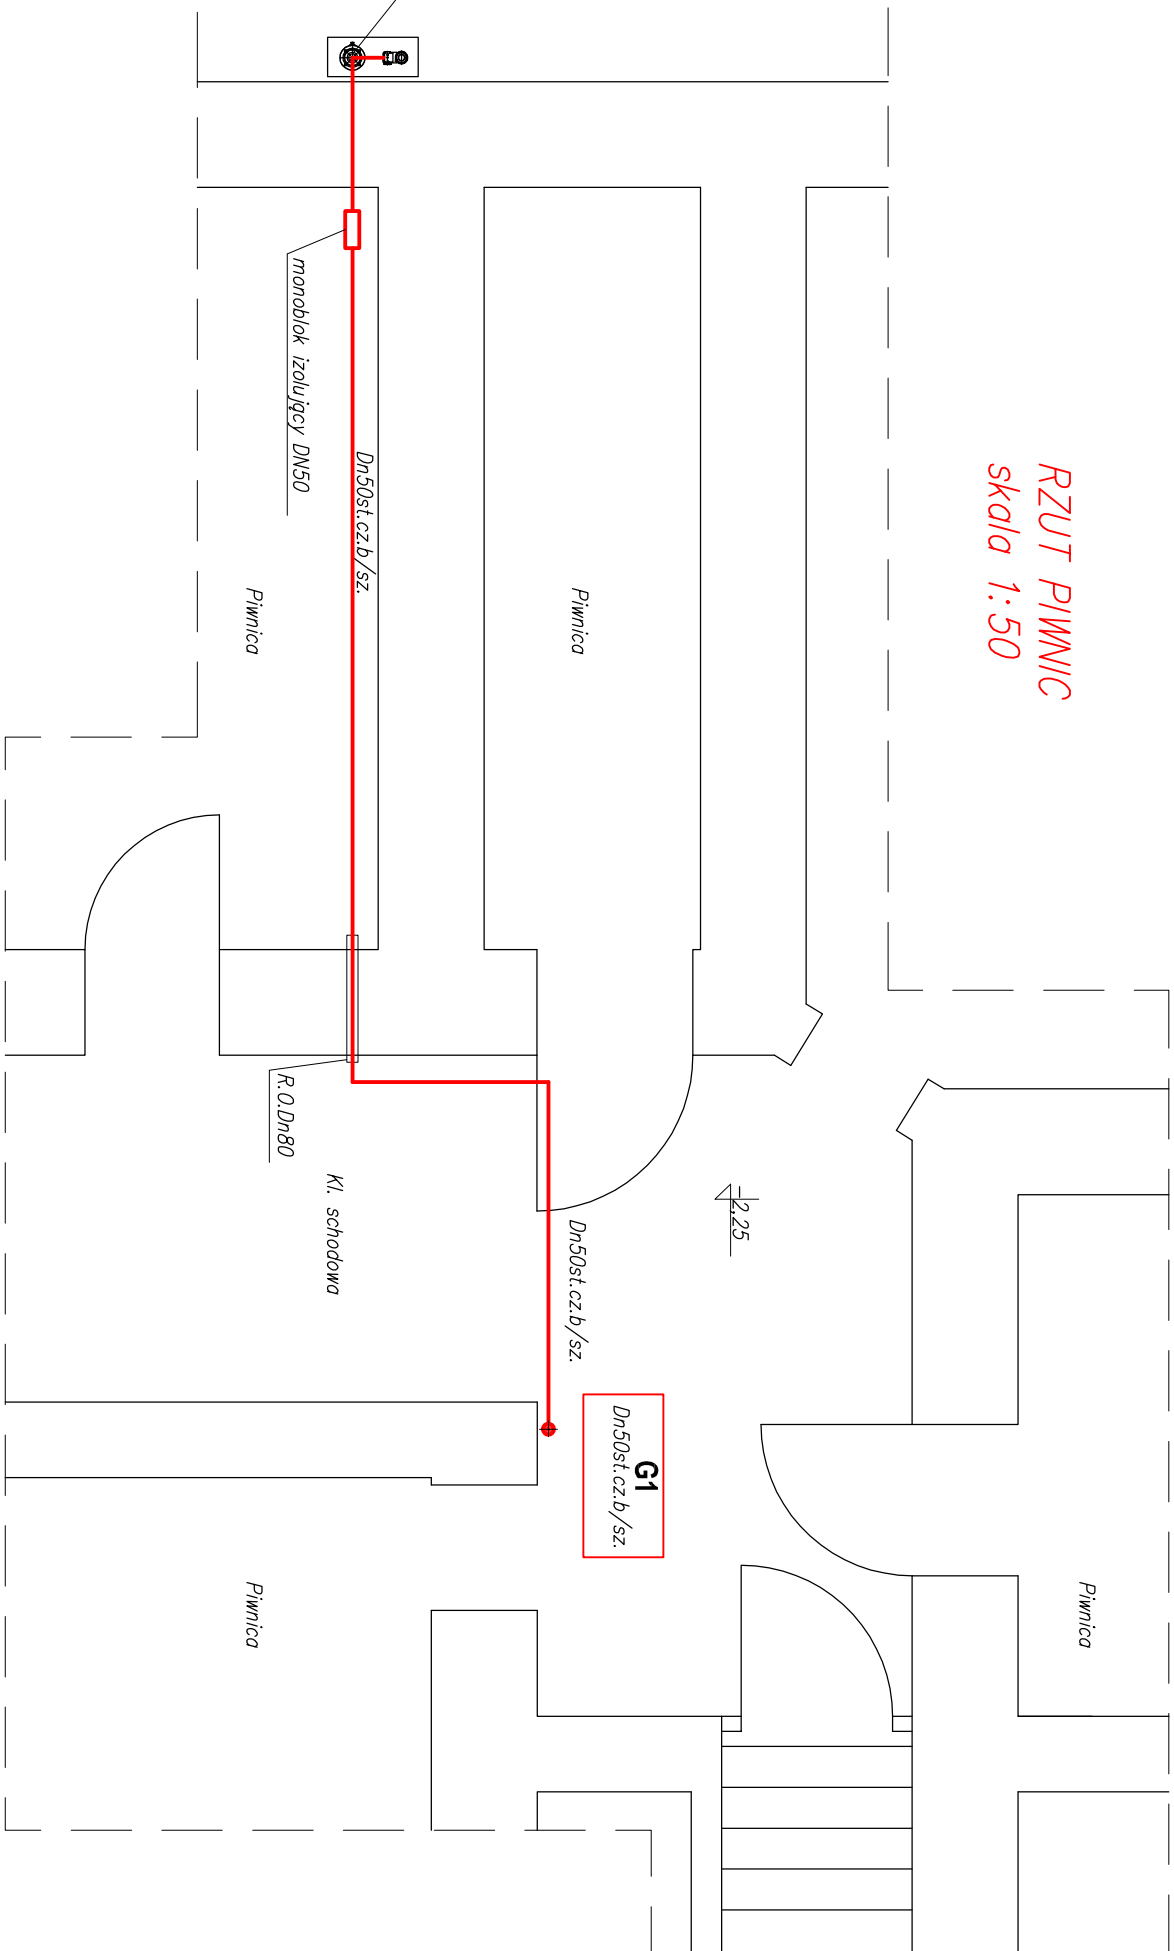 RZUT PIWNIC
skala 1:50
monoblok izolujący DN50
Dn50st.cz.b/sz.
Piwnica
Piwnica
R.O.Dn80
Kl. schodowa
-2,25
Dn50st.cz.b/sz.
G1
Dn50st.cz.b/sz.
Piwnica
Piwnica